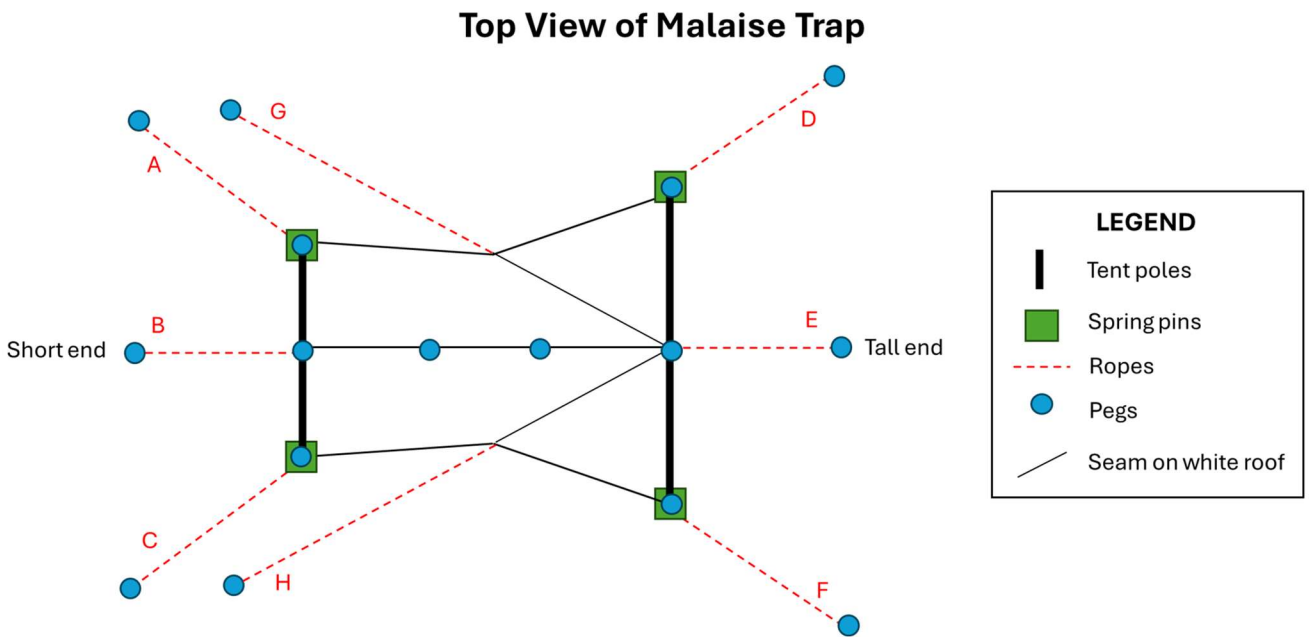 Top View of Malaise Trap
G
D
A
B
E
Short end
Tall end
C
H
F
LEGEND
Tent poles
Spring pins
Ropes
Pegs
Seam on white roof